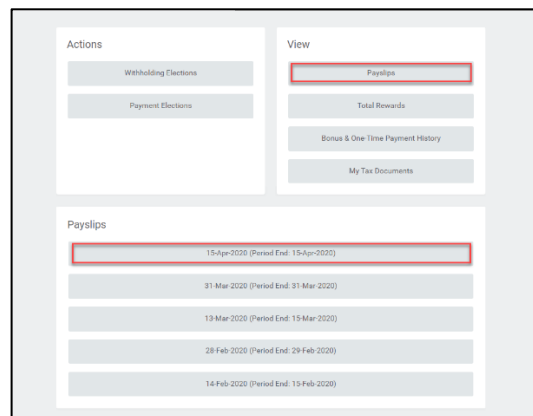 Actions
Withholding Elections
Payment Elections
View
Payslips
Total Rewards
Bonus & One-Time Payment History
My Tax Documents
Payslips
15-Apr-2020 (Period End: 15-Apr-2020)
31-Mar-2020 (Period End: 31-Mar-2020)
13-Mar-2020 (Period End: 15-Mar-2020)
28-Feb-2020 (Period End: 29-Feb-2020)
14-Feb-2020 (Period End: 15-Feb-2020)